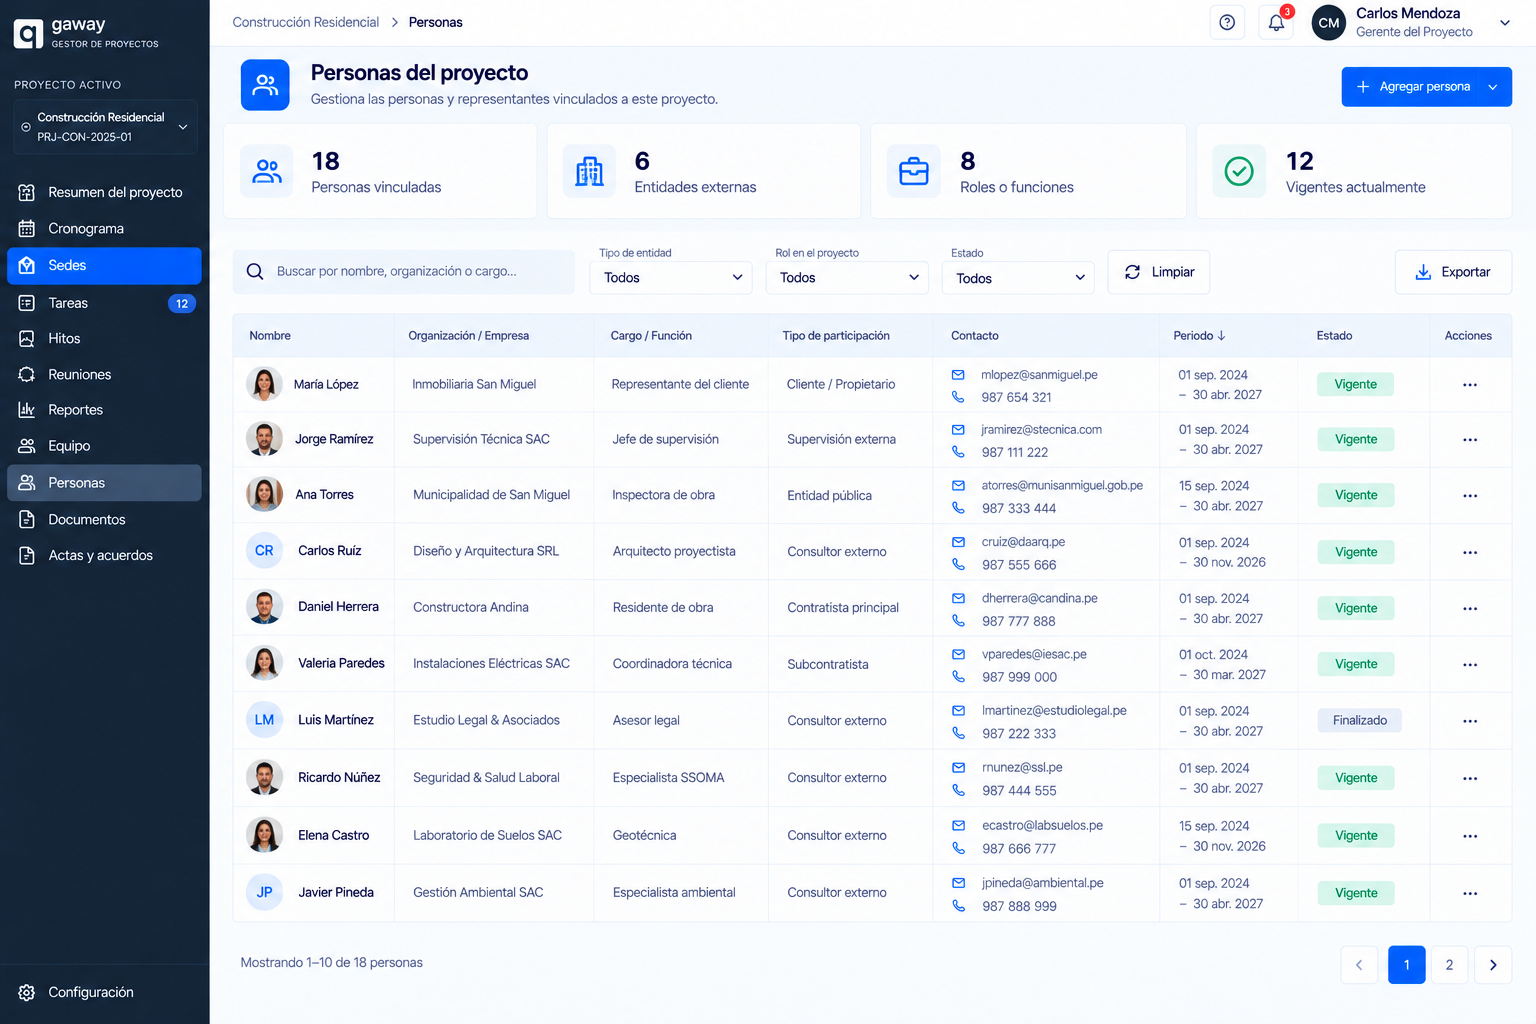 gaway
GESTOR DE PROYECTOS
PROYECTO ACTIVO
Construcción Residencial
PRJ-CON-2025-01
Resumen del proyecto
Cronograma
Sedes
Tareas 12
Hitos
Reuniones
Reportes
Equipo
Personas
Documentos
Actas y acuerdos
Configuración
Construcción Residencial > Personas
3
CM
Carlos Mendoza
Gerente del Proyecto
Personas del proyecto
Gestiona las personas y representantes vinculados a este proyecto.
+ Agregar persona
18
Personas vinculadas
6
Entidades externas
8
Roles o funciones
12
Vigentes actualmente
Buscar por nombre, organización o cargo...
Tipo de entidad
Todos
Rol en el proyecto
Todos
Estado
Todos
Limpiar
Exportar
Nombre Organización / Empresa Cargo / Función Tipo de participación Contacto Periodo ↓ Estado Acciones
María López Inmobiliaria San Miguel Representante del cliente Cliente / Propietario mlopez@sanmiguel.pe 987 654 321 01 sep. 2024 – 30 abr. 2027 Vigente ...
Jorge Ramírez Supervisión Técnica SAC Jefe de supervisión Supervisión externa jramirez@stecnica.com 987 111 222 01 sep. 2024 – 30 abr. 2027 Vigente ...
Ana Torres Municipalidad de San Miguel Inspectora de obra Entidad pública atorres@munisanmiguel.gob.pe 987 333 444 15 sep. 2024 – 30 abr. 2027 Vigente ...
CR Carlos Ruíz Diseño y Arquitectura SRL Arquitecto proyectista Consultor externo cruiz@daarq.pe 987 555 666 01 sep. 2024 – 30 nov. 2026 Vigente ...
Daniel Herrera Constructora Andina Residente de obra Contratista principal dherrera@candina.pe 987 777 888 01 sep. 2024 – 30 abr. 2027 Vigente ...
Valeria Paredes Instalaciones Eléctricas SAC Coordinadora técnica Subcontratista vparedes@iesac.pe 987 999 000 01 oct. 2024 – 30 mar. 2027 Vigente ...
LM Luis Martínez Estudio Legal & Asociados Asesor legal Consultor externo lmartinez@estudiolegal.pe 987 222 333 01 sep. 2024 – 30 abr. 2027 Finalizado ...
Ricardo Núñez Seguridad & Salud Laboral Especialista SSOMA Consultor externo rnunez@ssl.pe 987 444 555 01 sep. 2024 – 30 abr. 2027 Vigente ...
Elena Castro Laboratorio de Suelos SAC Geotécnica Consultor externo ecastro@labsuelos.pe 987 666 777 15 sep. 2024 – 30 nov. 2026 Vigente ...
JP Javier Pineda Gestión Ambiental SAC Especialista ambiental Consultor externo jpineda@ambiental.pe 987 888 999 01 sep. 2024 – 30 abr. 2027 Vigente ...
Mostrando 1–10 de 18 personas
< 1 2 >